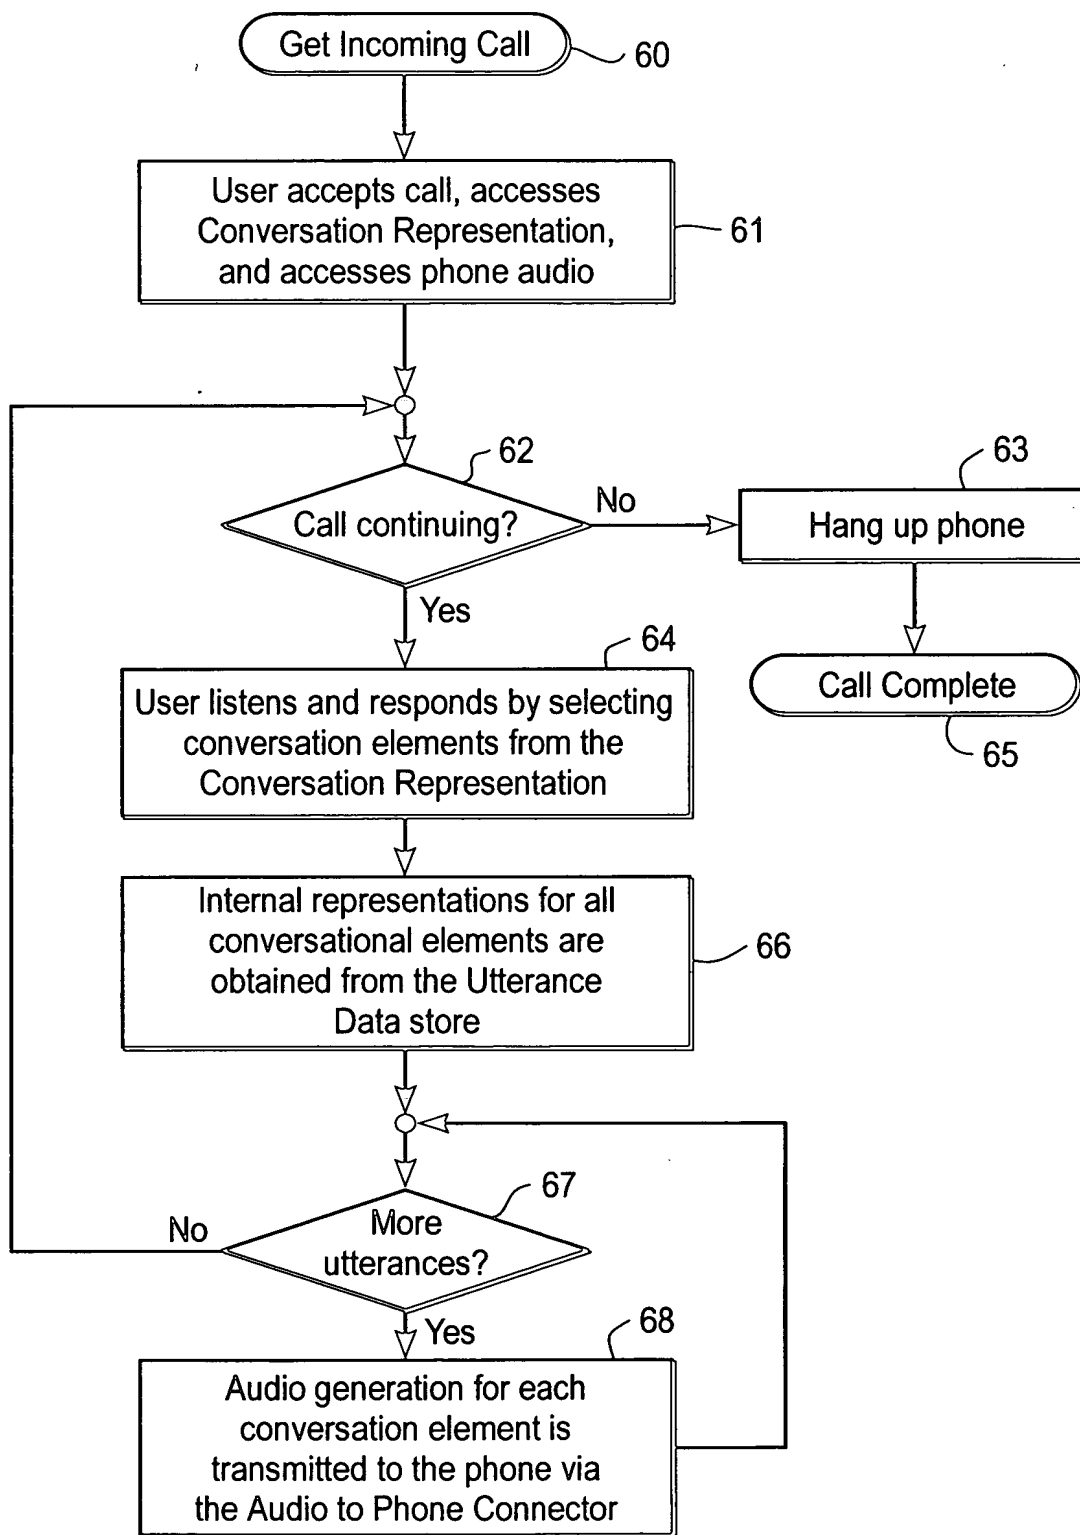 Get Incoming Call
60
User accepts call, accesses
Conversation Representation,
and accesses phone audio
61
62
Call continuing?
No
63
Hang up phone
Yes
Call Complete
65
64
User listens and responds by selecting
conversation elements from the
Conversation Representation
Internal representations for all
conversational elements are
obtained from the Utterance
Data store
66
67
More
utterances?
No
Yes
68
Audio generation for each
conversation element is
transmitted to the phone via
the Audio to Phone Connector